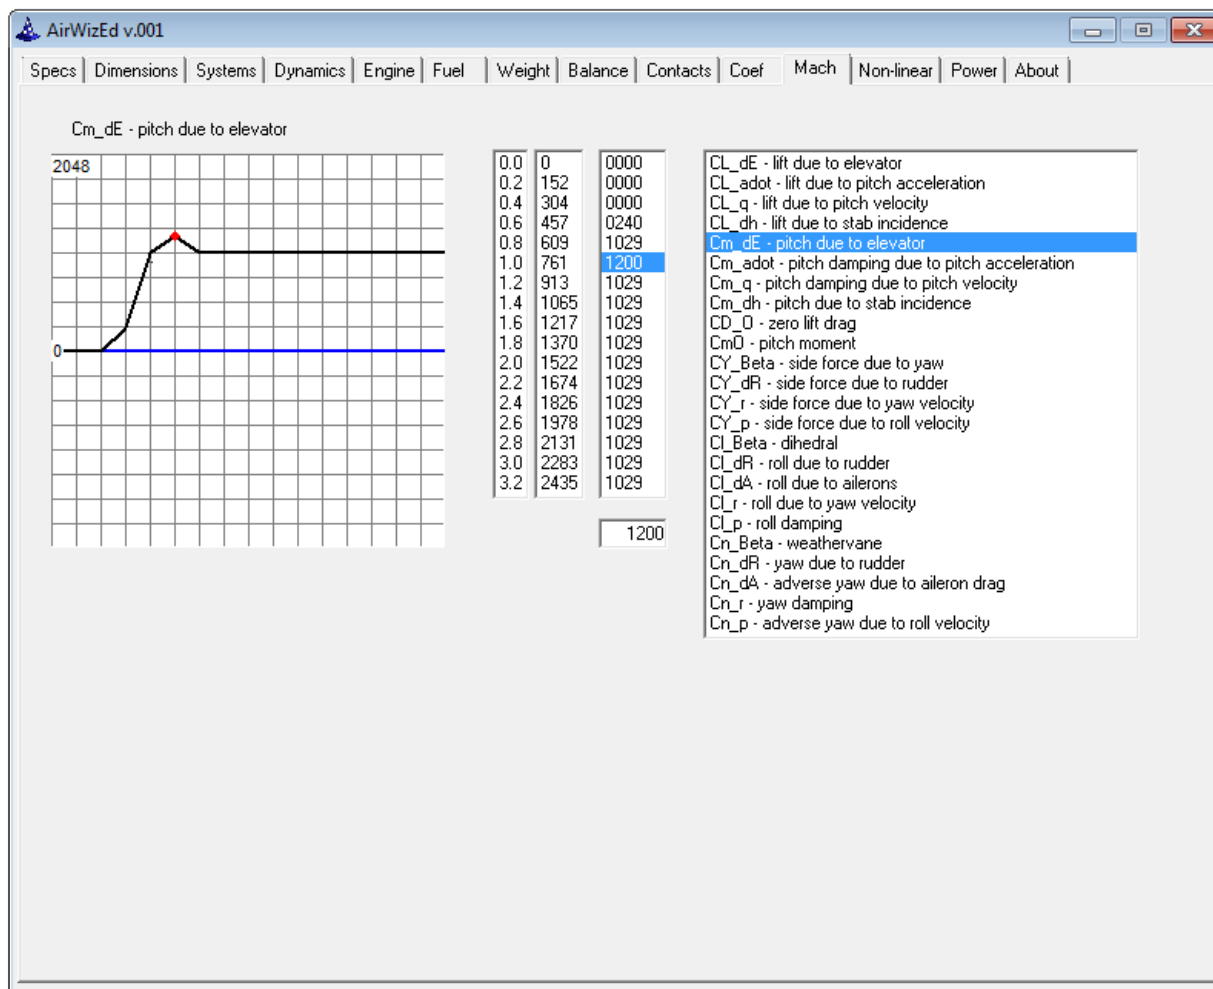 AirWizEd v.001
Specs Dimensions Systems Dynamics Engine Fuel Weight Balance Contacts Coef Mach Non-linear Power About
Cm_dE - pitch due to elevator
2048
0
0.0 0 0000
0.2 152 0000
0.4 304 0000
0.6 457 0240
0.8 609 1029
1.0 761 1200
1.2 913 1029
1.4 1065 1029
1.6 1217 1029
1.8 1370 1029
2.0 1522 1029
2.2 1674 1029
2.4 1826 1029
2.6 1978 1029
2.8 2131 1029
3.0 2283 1029
3.2 2435 1029
1200
CL_dE - lift due to elevator
CL_adot - lift due to pitch acceleration
CL_q - lift due to pitch velocity
CL_dh - lift due to stab incidence
Cm_dE - pitch due to elevator
Cm_adot - pitch damping due to pitch acceleration
Cm_q - pitch damping due to pitch velocity
Cm_dh - pitch due to stab incidence
CD_O - zero lift drag
CmO - pitch moment
CY_Beta - side force due to yaw
CY_dR - side force due to rudder
CY_r - side force due to yaw velocity
CY_p - side force due to roll velocity
Cl_Beta - dihedral
Cl_dR - roll due to rudder
Cl_dA - roll due to ailerons
Cl_r - roll due to yaw velocity
Cl_p - roll damping
Cn_Beta - weathervane
Cn_dR - yaw due to rudder
Cn_dA - adverse yaw due to aileron drag
Cn_r - yaw damping
Cn_p - adverse yaw due to roll velocity